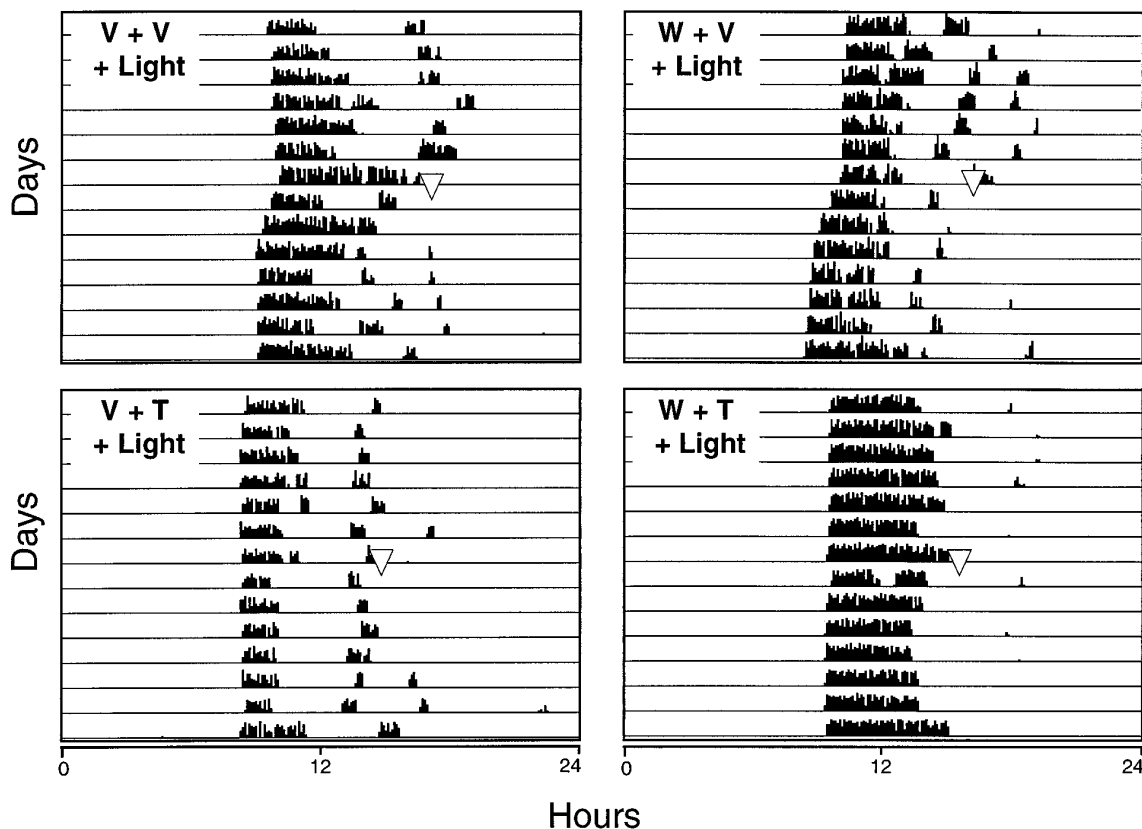 V + V
+ Light
W + V
+ Light
Days
V + T
+ Light
W + T
+ Light
Days
0
12
24
0
12
24
Hours